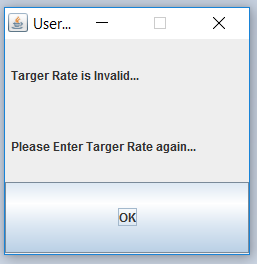 User...
Targer Rate is Invalid...
Please Enter Targer Rate again...
OK